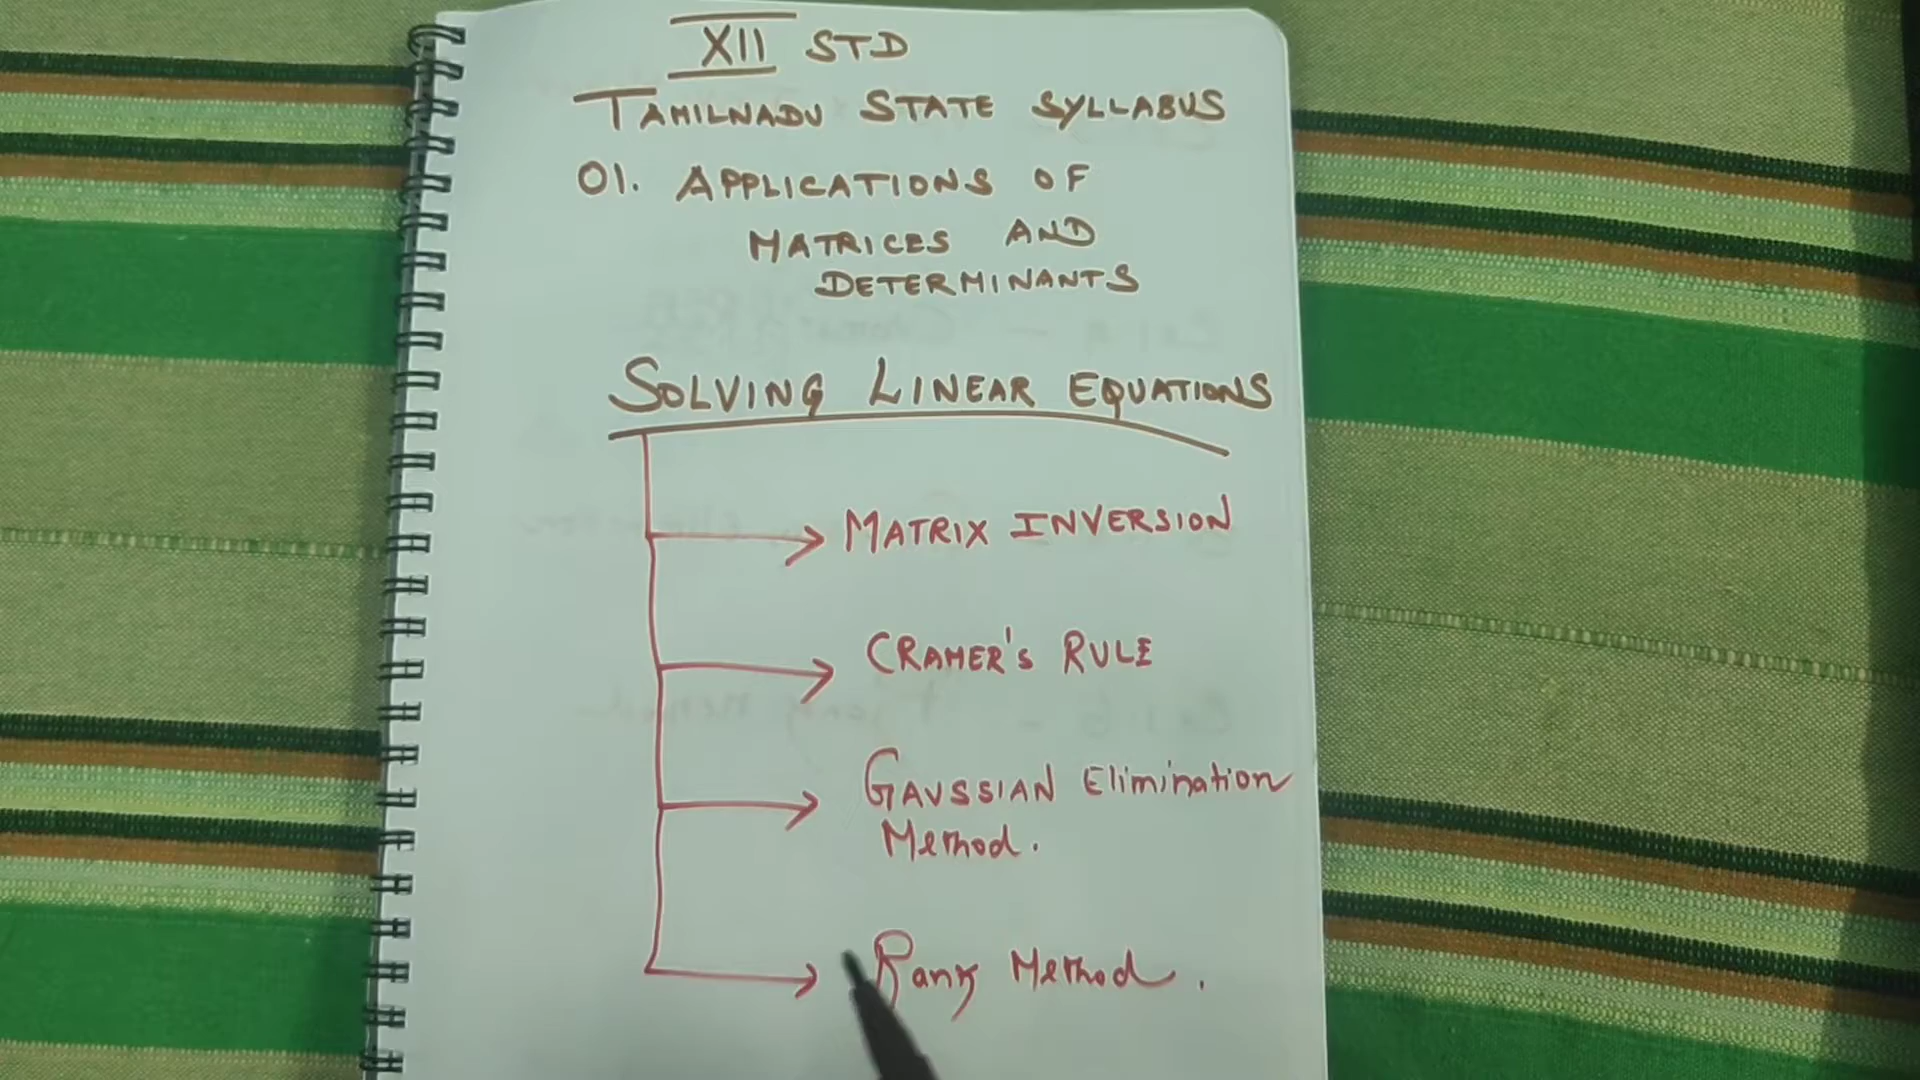 XII STD
TAMILNADU STATE SYLLABUS
01. APPLICATIONS OF
MATRICES AND
DETERMINANTS
SOLVING LINEAR EQUATIONS
MATRIX INVERSION
CRAMER'S RULE
GAUSSIAN Elimination
Method.
Rank Method.